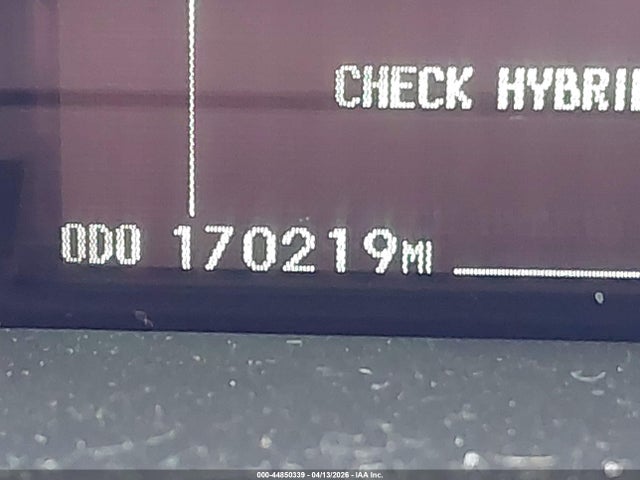 CHECK HYBRI
ODO 170219MI
000-44850339 - 04/13/2026 - IAA Inc.